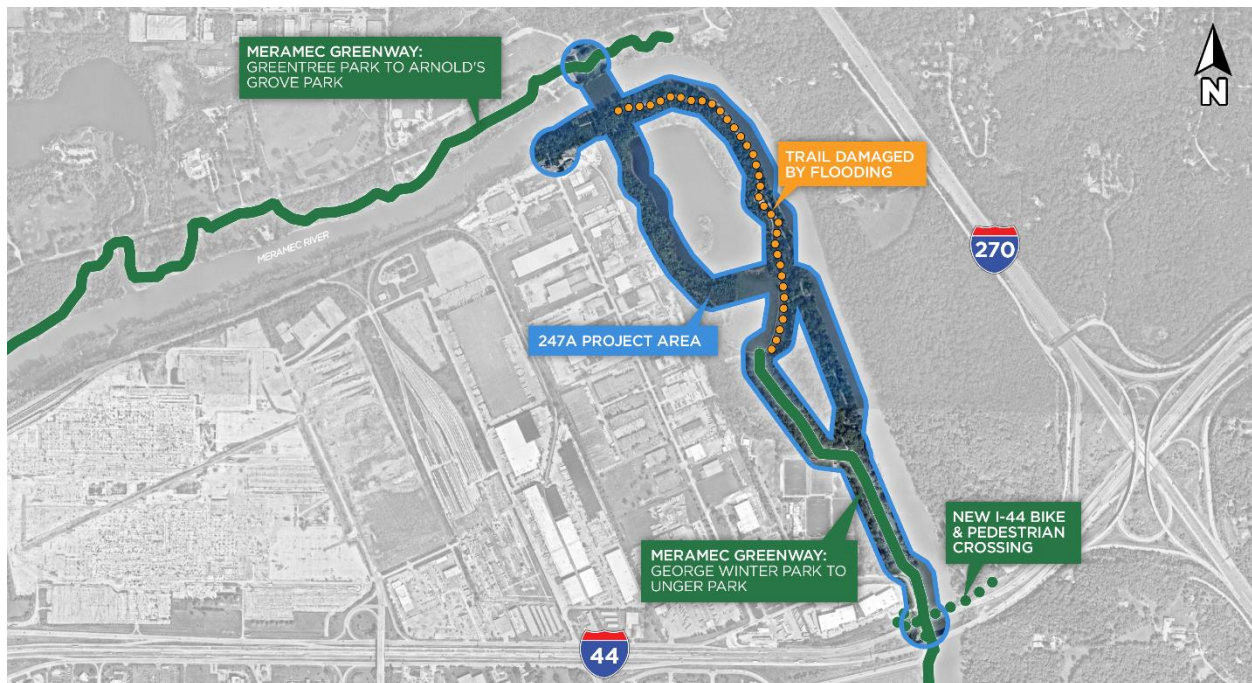 MERAMEC GREENWAY:
GREENTREE PARK TO ARNOLD'S
GROVE PARK
N
TRAIL DAMAGED
BY FLOODING
270
MERAMEC RIVER
247A PROJECT AREA
NEW I-44 BIKE
& PEDESTRIAN
CROSSING
MERAMEC GREENWAY:
GEORGE WINTER PARK TO
UNGER PARK
44